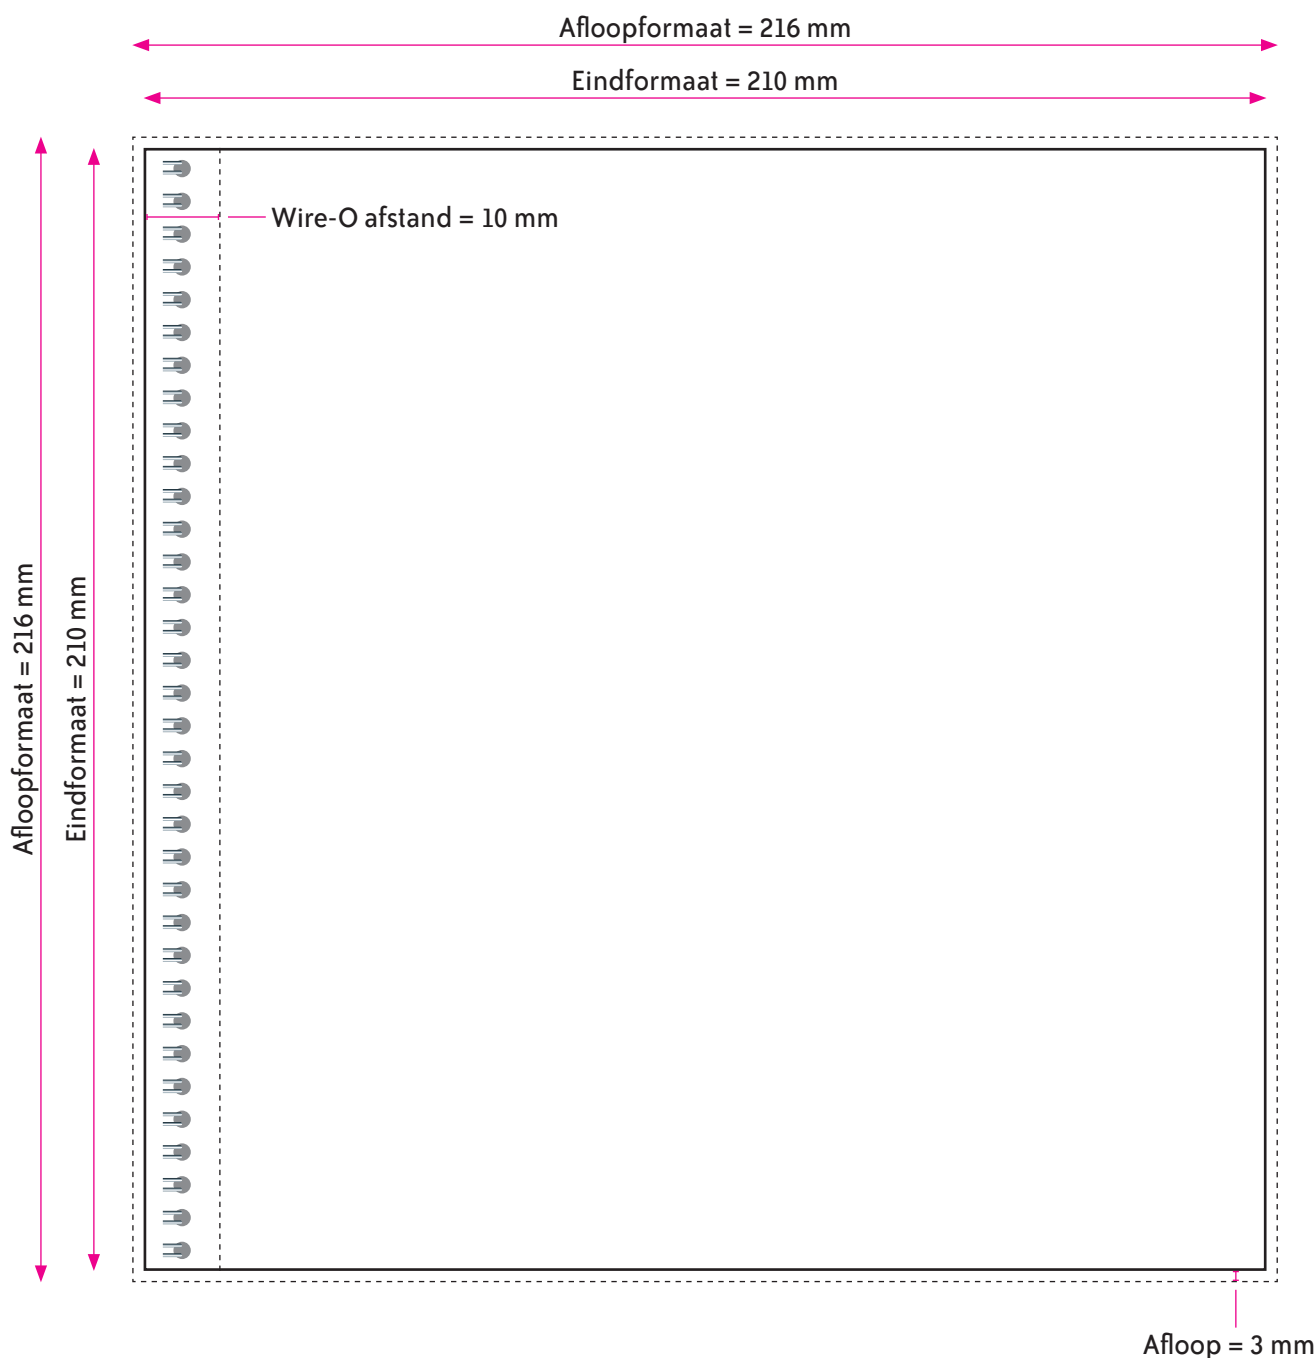 Afloopformaat = 216 mm
Eindformaat = 210 mm
Wire-O afstand = 10 mm
Afloopformaat = 216 mm
Eindformaat = 210 mm
Afloop = 3 mm